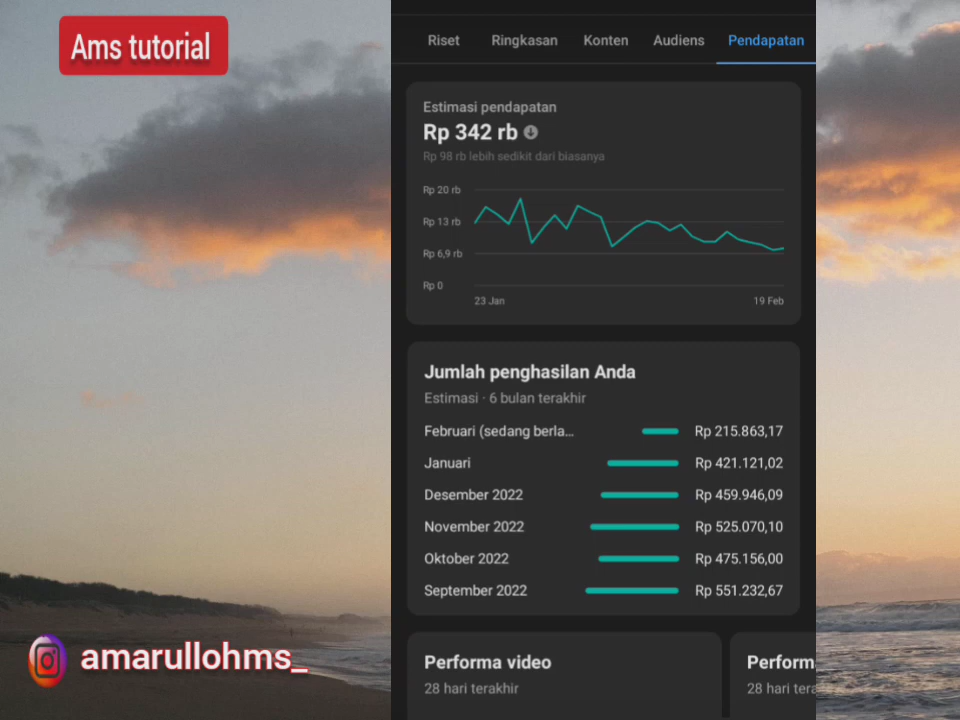 Ams tutorial
Riset Ringkasan Konten Audiens Pendapatan
Estimasi pendapatan
Rp 342 rb
Rp 98 rb lebih sedikit dari biasanya
Rp 20 rb
Rp 13 rb
Rp 6,9 rb
Rp 0
23 Jan 19 Feb
Jumlah penghasilan Anda
Estimasi · 6 bulan terakhir
Februari (sedang berla... Rp 215.863,17
Januari Rp 421.121,02
Desember 2022 Rp 459.946,09
November 2022 Rp 525.070,10
Oktober 2022 Rp 475.156,00
September 2022 Rp 551.232,67
amarullohms_
Performa video Perform
28 hari terakhir 28 hari tera